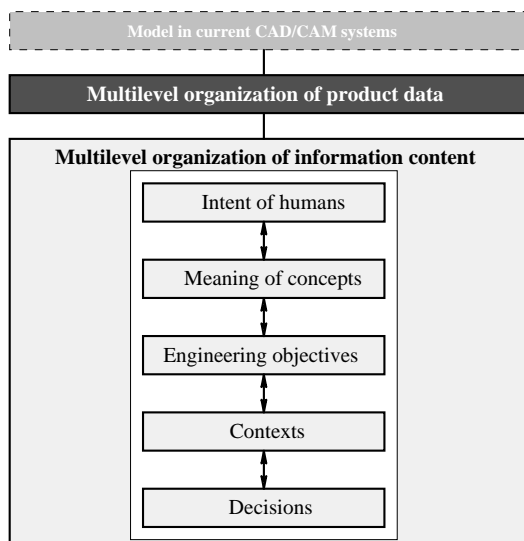 Model in current CAD/CAM systems
Multilevel organization of product data
Multilevel organization of information content
Intent of humans
Meaning of concepts
Engineering objectives
Contexts
Decisions